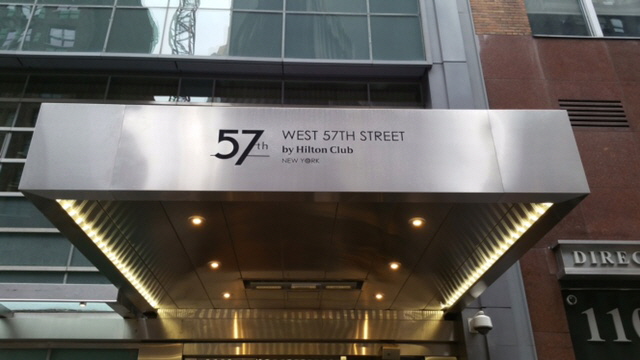 57th
WEST 57TH STREET
by Hilton Club
NEW YORK
DIREC
110